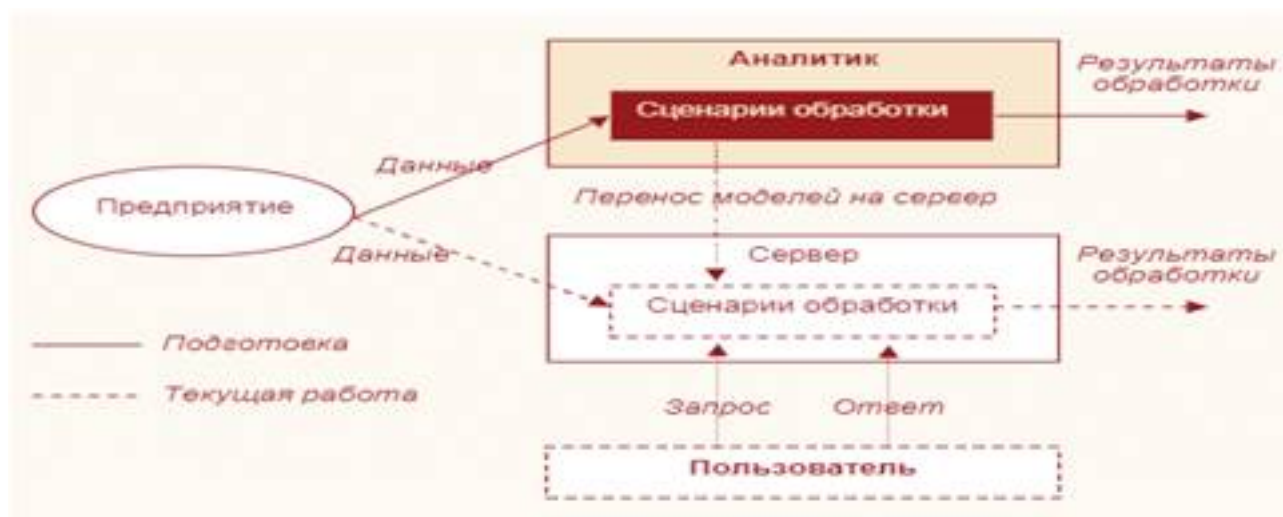 Аналитик
Результаты
обработки
Сценарии обработки
Данные
Перенос моделей на сервер
Предприятие
Данные
Сервер
Результаты
обработки
Сценарии обработки
Подготовка
Текущая работа
Запрос
Ответ
Пользователь